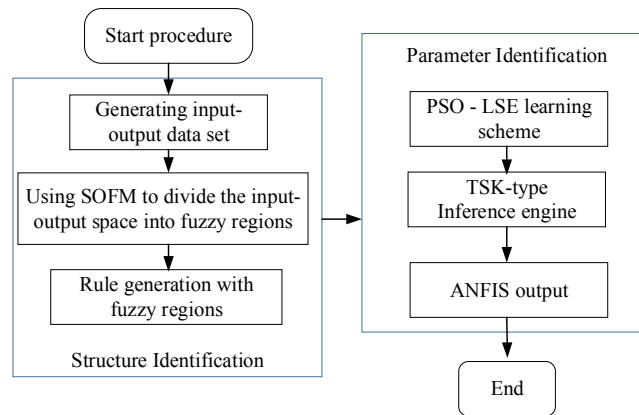 Start procedure
Generating input-
output data set
Using SOFM to divide the input-
output space into fuzzy regions
Rule generation with
fuzzy regions
Structure Identification
Parameter Identification
PSO - LSE learning
scheme
TSK-type
Inference engine
ANFIS output
End